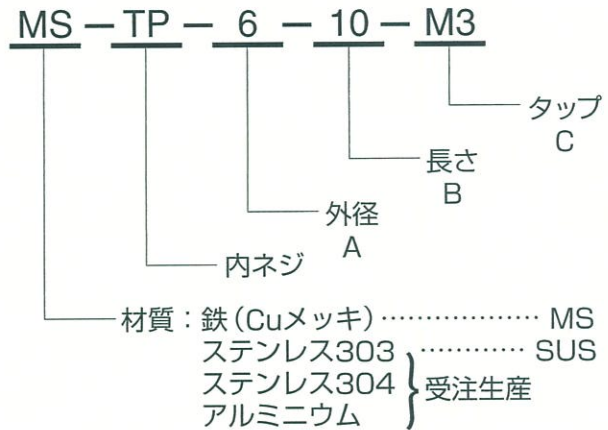 MS－TP－6－10－M3
タップ
C
長さ
B
外径
A
内ネジ
材質：鉄（Cuメッキ）……………… MS
ステンレス303 ………… SUS
ステンレス304
受注生産
アルミニウム